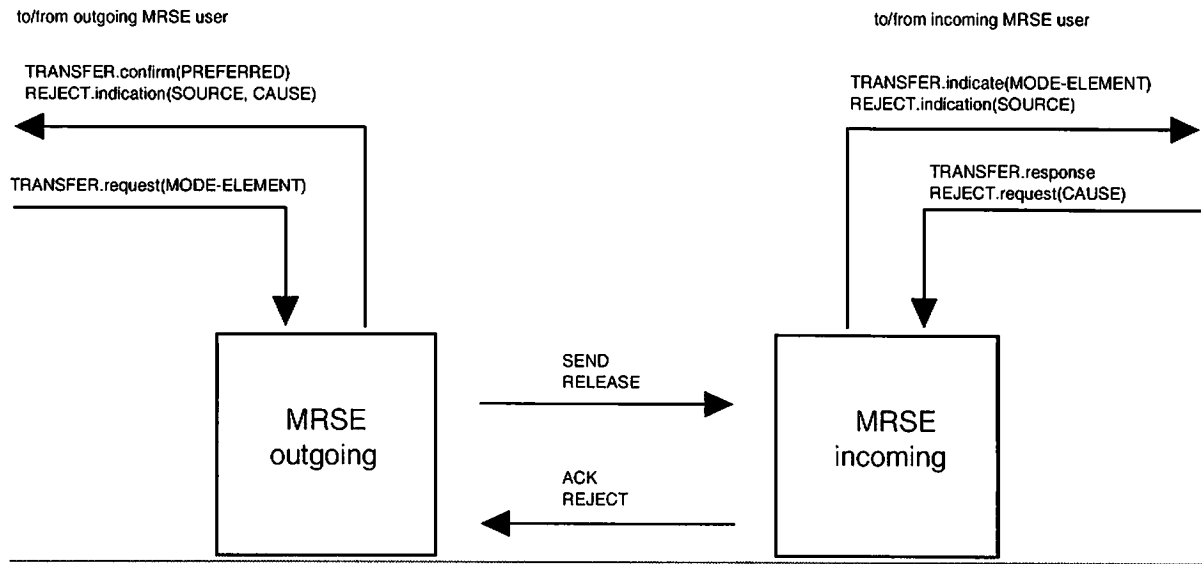 to/from outgoing MRSE user
to/from incoming MRSE user
TRANSFER.confirm(PREFERRED)
REJECT.indication(SOURCE, CAUSE)
TRANSFER.indicate(MODE-ELEMENT)
REJECT.indication(SOURCE)
TRANSFER.request(MODE-ELEMENT)
TRANSFER.response
REJECT.request(CAUSE)
SEND
RELEASE
MRSE
outgoing
MRSE
incoming
ACK
REJECT